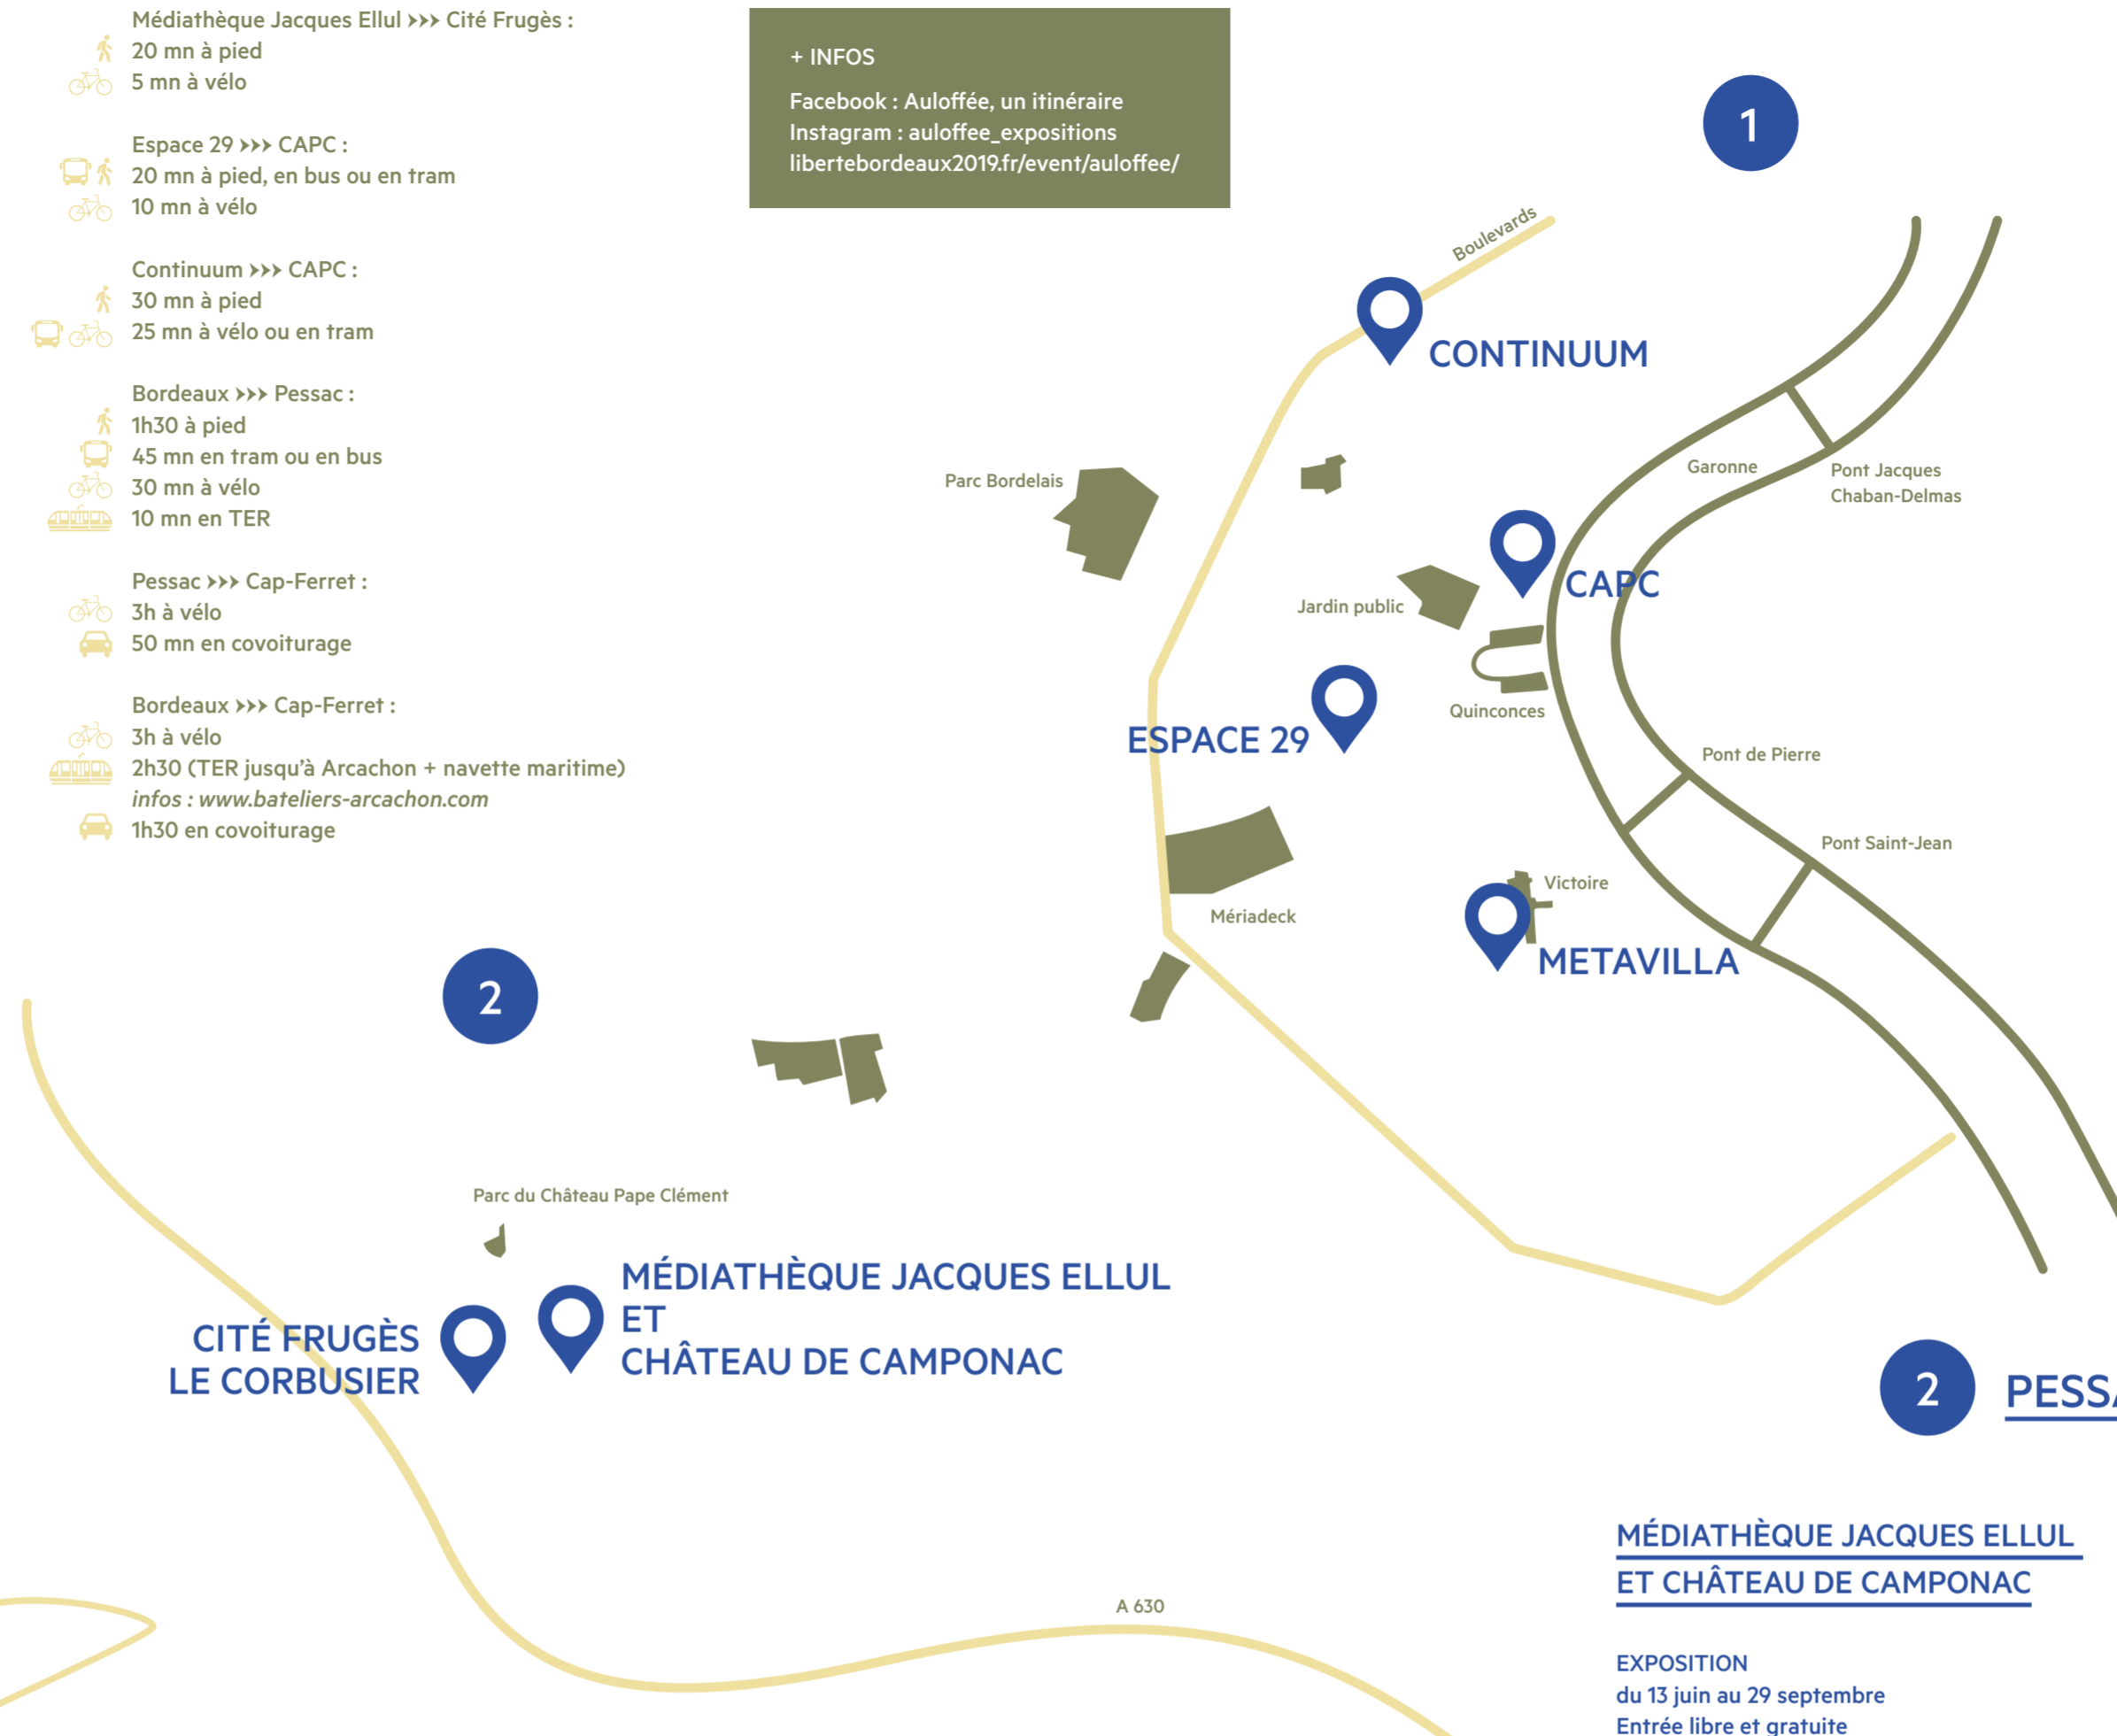 Médiathèque Jacques Ellul >>> Cité Frugès :
20 mn à pied
5 mn à vélo
Espace 29 >>> CAPC :
20 mn à pied, en bus ou en tram
10 mn à vélo
Continuum >>> CAPC :
30 mn à pied
25 mn à vélo ou en tram
Bordeaux >>> Pessac :
1h30 à pied
45 mn en tram ou en bus
30 mn à vélo
10 mn en TER
Pessac >>> Cap-Ferret :
3h à vélo
50 mn en covoiturage
Bordeaux >>> Cap-Ferret :
3h à vélo
2h30 (TER jusqu'à Arcachon + navette maritime)
infos : www.bateliers-arcachon.com
1h30 en covoiturage
+ INFOS
Facebook : Auloffée, un itinéraire
Instagram : auloffee_expositions
libertebordeaux2019.fr/event/auloffee/
1
Boulevards
CONTINUUM
Parc Bordelais
Garonne
Pont Jacques
Chaban-Delmas
CAPC
Jardin public
Quinconces
ESPACE 29
Pont de Pierre
Pont Saint-Jean
Victoire
Mériadeck
METAVILLA
2
Parc du Château Pape Clément
MÉDIATHÈQUE JACQUES ELLUL
ET
CHÂTEAU DE CAMPONAC
CITÉ FRUGÈS
LE CORBUSIER
A 630
2
PESSA
MÉDIATHÈQUE JACQUES ELLUL
ET CHÂTEAU DE CAMPONAC
EXPOSITION
du 13 juin au 29 septembre
Entrée libre et gratuite